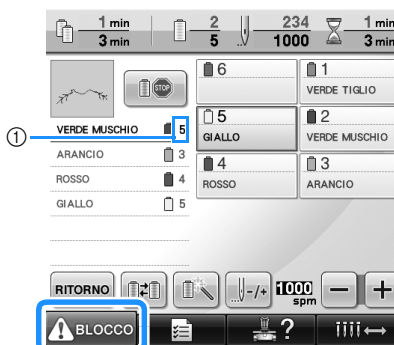 1 min 2 234 1 min
3 min 5 1000 3 min
STOP
6 1
VERDE TIGLIO
① VERDE MUSCHIO 5
5 GIALLO
2 VERDE MUSCHIO
ARANCIO 3
ROSSO 4
4 ROSSO
3 ARANCIO
GIALLO 5
RITORNO -/+ 1000 spm − +
BLOCCO ?